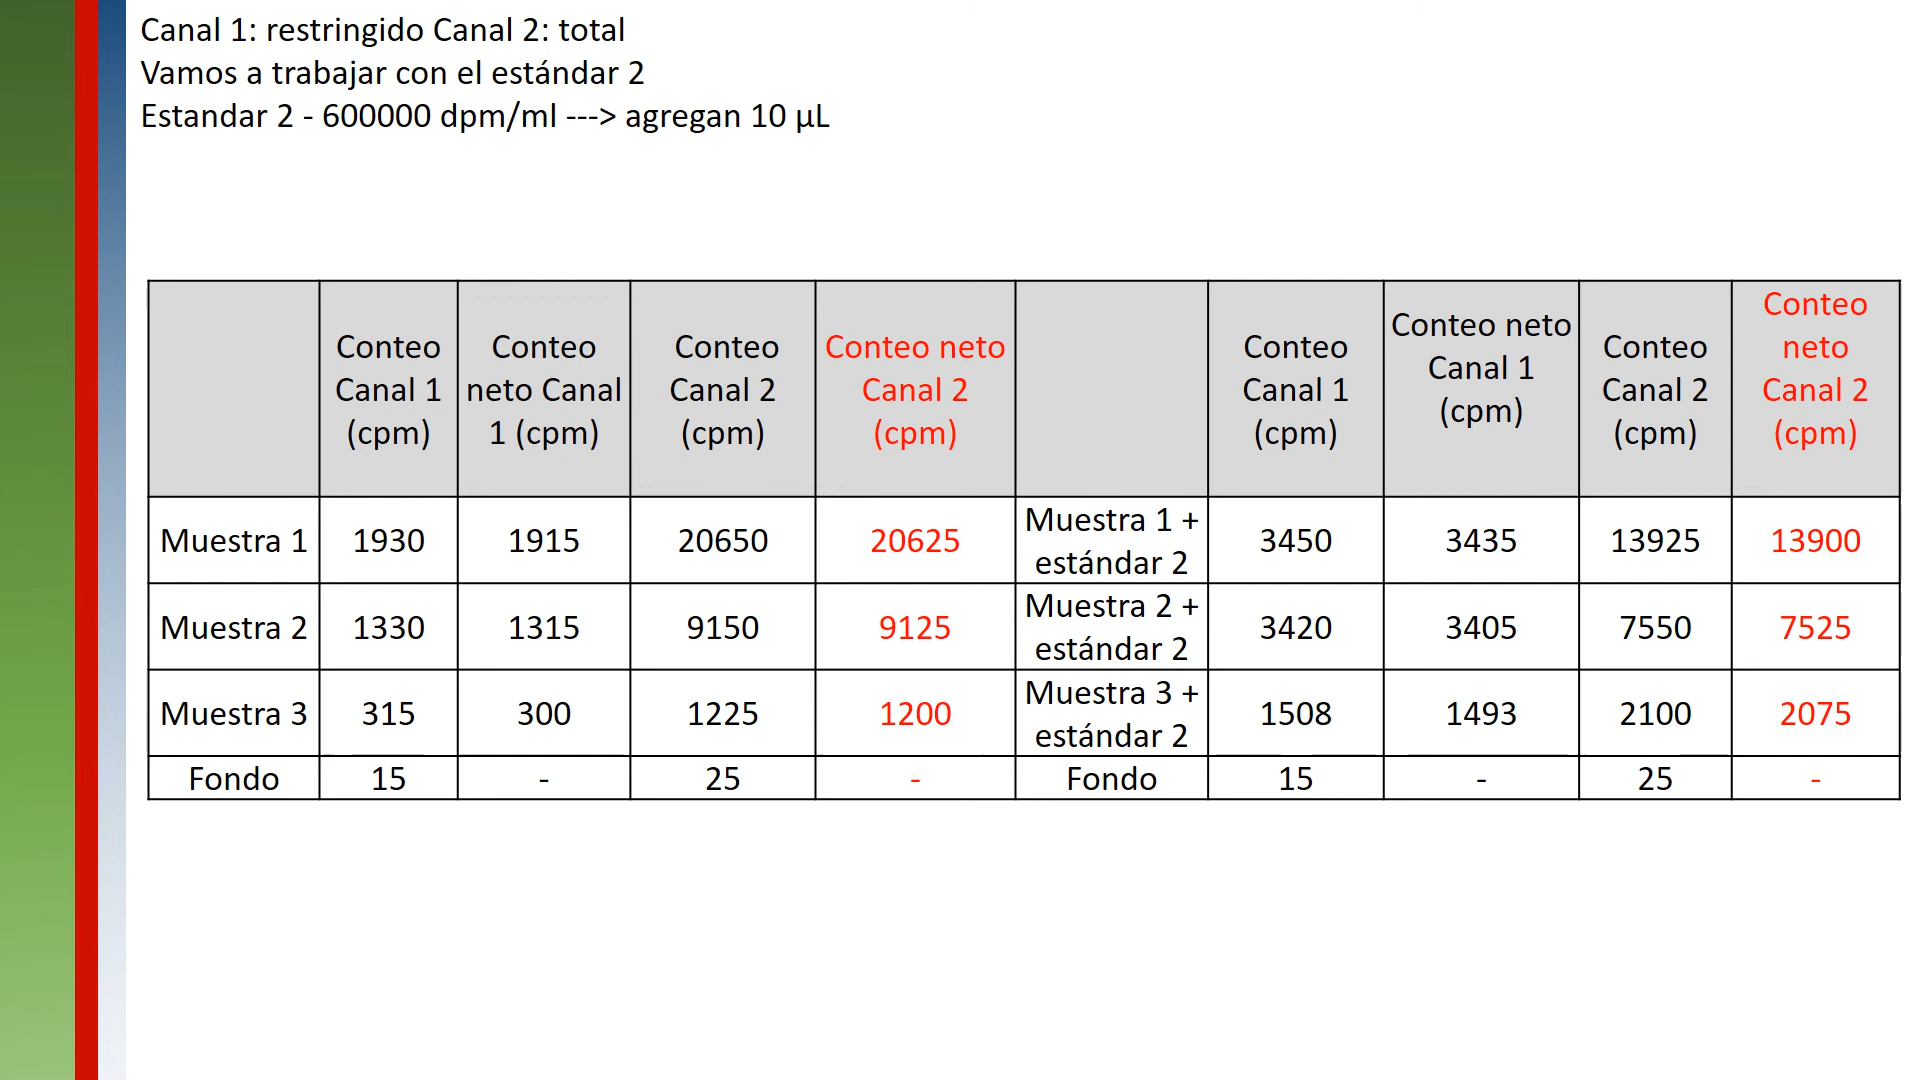 Canal 1: restringido Canal 2: total
Vamos a trabajar con el estándar 2
Estandar 2 - 600000 dpm/ml ---> agregan 10 µL
Conteo Canal 1 (cpm)
Conteo neto Canal 1 (cpm)
Conteo Canal 2 (cpm)
Conteo neto Canal 2 (cpm)
Conteo Canal 1 (cpm)
Conteo neto Canal 1 (cpm)
Conteo Canal 2 (cpm)
Conteo neto Canal 2 (cpm)
Muestra 1 1930 1915 20650 20625 Muestra 1 + estándar 2 3450 3435 13925 13900
Muestra 2 1330 1315 9150 9125 Muestra 2 + estándar 2 3420 3405 7550 7525
Muestra 3 315 300 1225 1200 Muestra 3 + estándar 2 1508 1493 2100 2075
Fondo 15 - 25 - Fondo 15 - 25 -